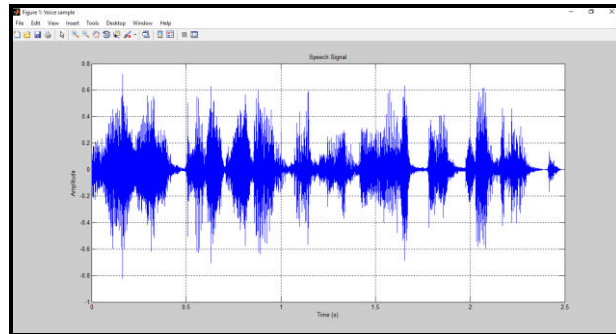 Figure 1: Voice sample
File Edit View Insert Tools Desktop Window Help
Speech Signal
0.8
0.6
0.4
0.2
0
-0.2
-0.4
-0.6
-0.8
-1
Amplitude
0 0.5 1 1.5 2 2.5
Time (s)